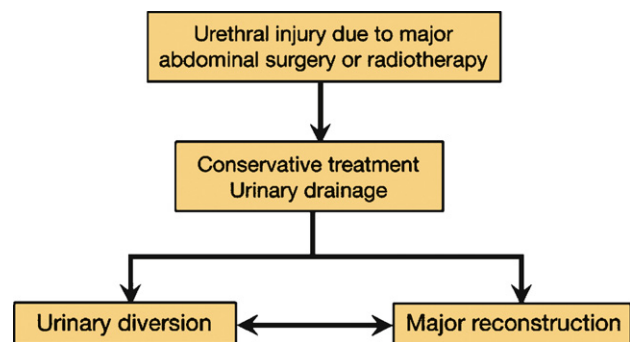 Urethral injury due to major
abdominal surgery or radiotherapy
Conservative treatment
Urinary drainage
Urinary diversion
Major reconstruction